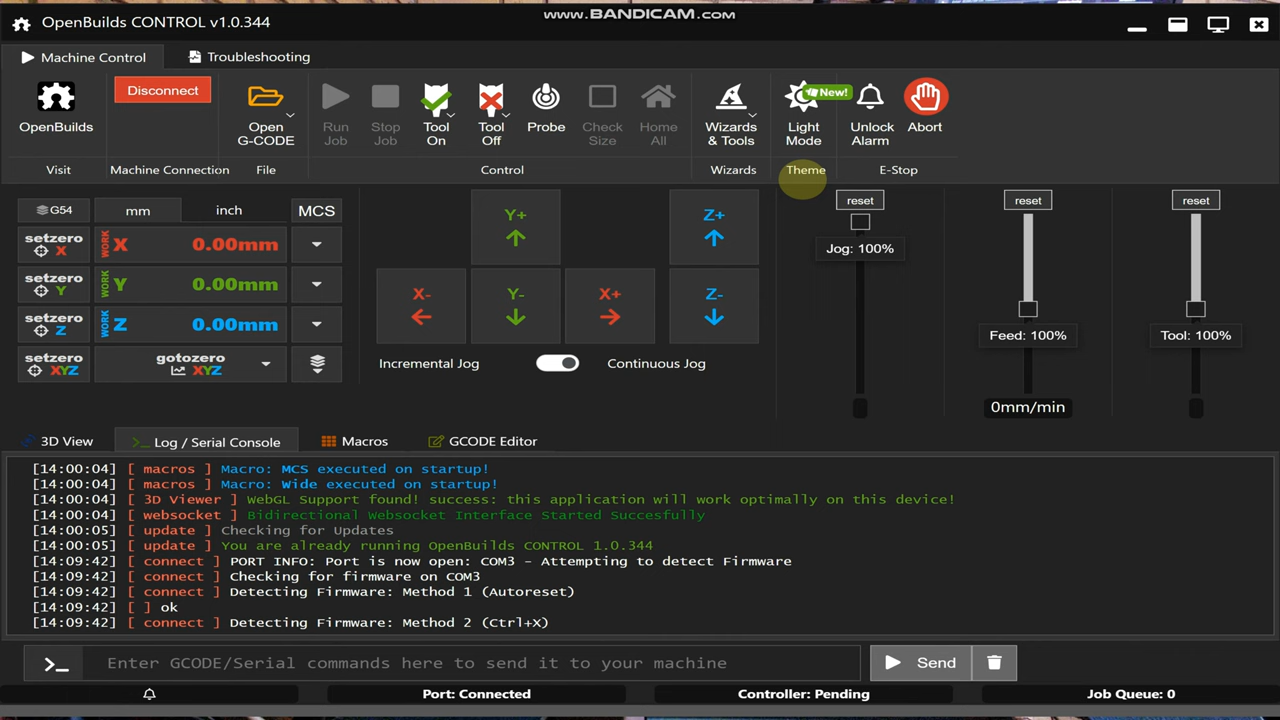 www.BANDICAM.com
OpenBuilds CONTROL v1.0.344
Machine Control
Troubleshooting
OpenBuilds
Visit
Disconnect
Machine Connection
Open
G-CODE
File
Run
Job
Stop
Job
Tool
On
Tool
Off
Probe
Check
Size
Home
All
Control
Wizards
& Tools
Wizards
New!
Light
Mode
Theme
Unlock
Alarm
Abort
E-Stop
G54
mm
inch
MCS
setzero
X
WORK X 0.00mm
setzero
Y
WORK Y 0.00mm
setzero
Z
WORK Z 0.00mm
setzero
XYZ
gotozero
XYZ
Y+
Z+
X-
Y-
X+
Z-
Incremental Jog
Continuous Jog
reset
Jog: 100%
reset
Feed: 100%
0mm/min
reset
Tool: 100%
3D View
Log / Serial Console
Macros
GCODE Editor
[14:00:04] [ macros ] Macro: MCS executed on startup!
[14:00:04] [ macros ] Macro: Wide executed on startup!
[14:00:04] [ 3D Viewer ] WebGL Support found! success: this application will work optimally on this device!
[14:00:04] [ websocket ] Bidirectional Websocket Interface Started Succesfully
[14:00:05] [ update ] Checking for Updates
[14:00:05] [ update ] You are already running OpenBuilds CONTROL 1.0.344
[14:09:42] [ connect ] PORT INFO: Port is now open: COM3 - Attempting to detect Firmware
[14:09:42] [ connect ] Checking for firmware on COM3
[14:09:42] [ connect ] Detecting Firmware: Method 1 (Autoreset)
[14:09:42] [ ] ok
[14:09:42] [ connect ] Detecting Firmware: Method 2 (Ctrl+X)
>_
Enter GCODE/Serial commands here to send it to your machine
Send
Port: Connected
Controller: Pending
Job Queue: 0